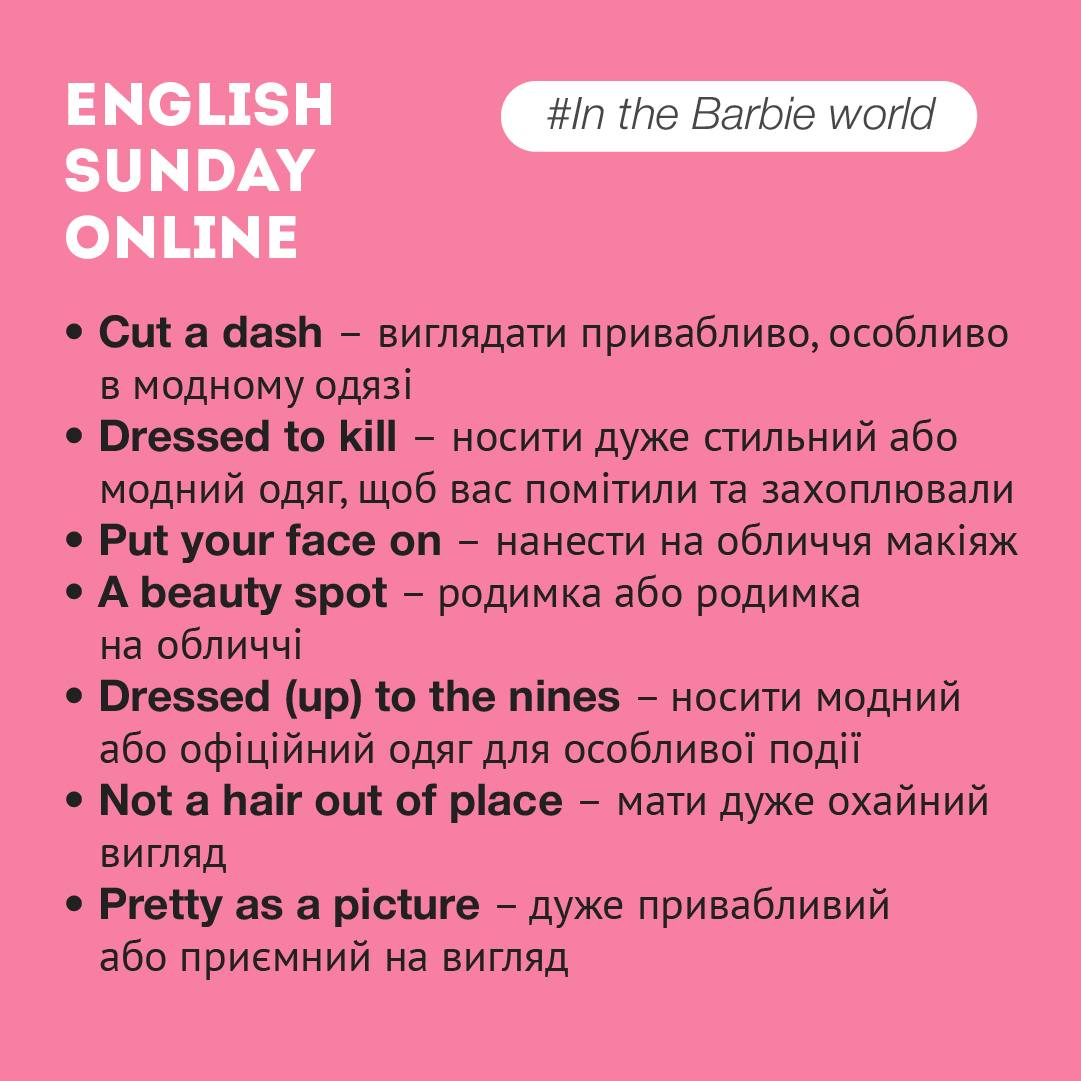 ENGLISH
SUNDAY
ONLINE
#In the Barbie world
• Cut a dash – виглядати привабливо, особливо
в модному одязі
• Dressed to kill – носити дуже стильний або
модний одяг, щоб вас помітили та захоплювали
• Put your face on – нанести на обличчя макіяж
• A beauty spot – родимка або родимка
на обличчі
• Dressed (up) to the nines – носити модний
або офіційний одяг для особливої події
• Not a hair out of place – мати дуже охайний
вигляд
• Pretty as a picture – дуже привабливий
або приємний на вигляд